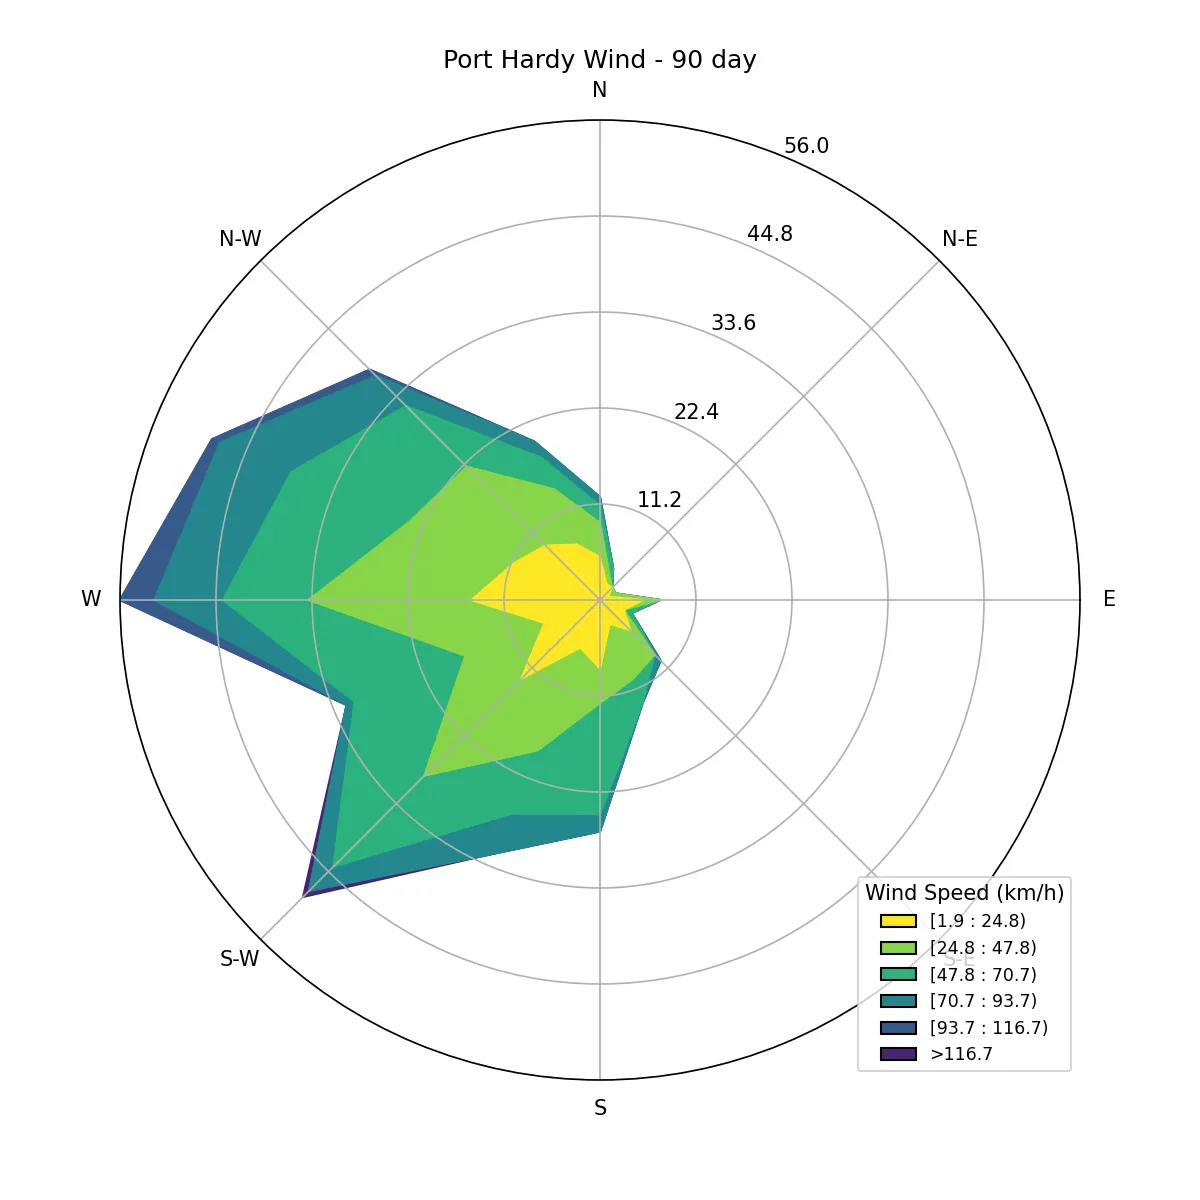 Port Hardy Wind - 90 day
N
56.0
N-W
N-E
44.8
33.6
22.4
11.2
W
E
S-W
S-E
S
Wind Speed (km/h)
[1.9 : 24.8)
[24.8 : 47.8)
[47.8 : 70.7)
[70.7 : 93.7)
[93.7 : 116.7)
>116.7